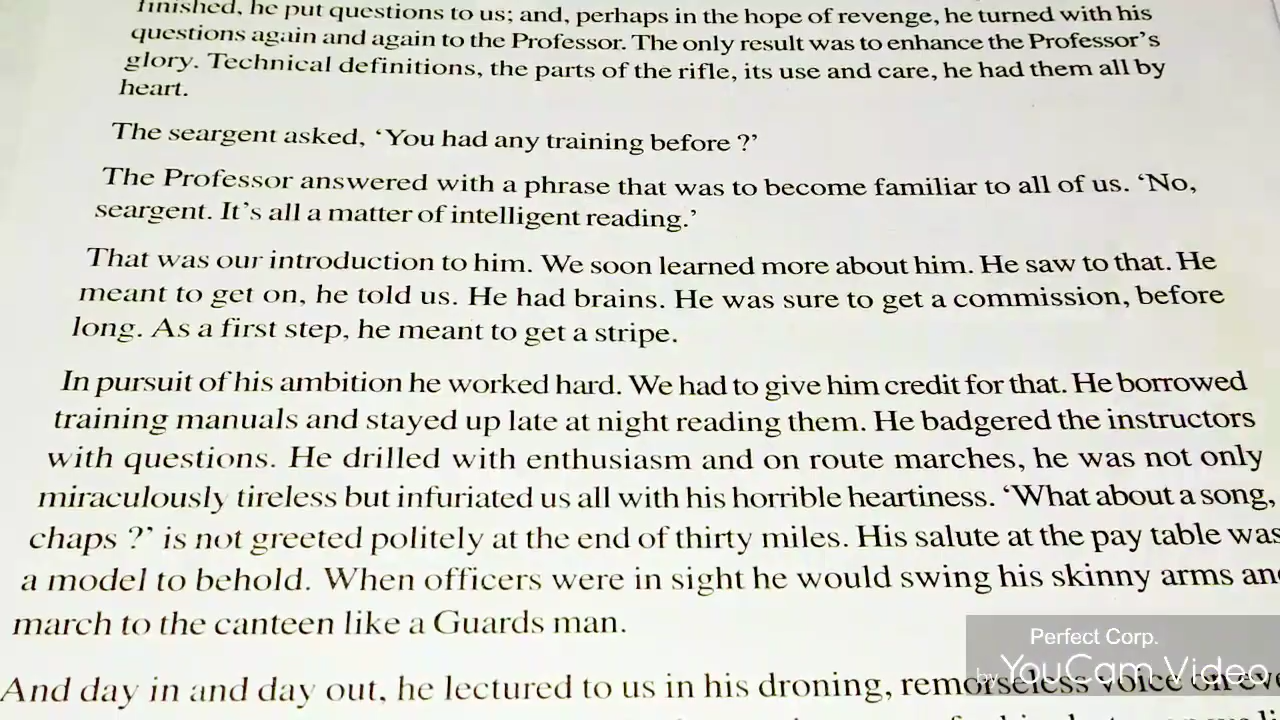 finished, he put questions to us; and, perhaps in the hope of revenge, he turned with his
questions again and again to the Professor. The only result was to enhance the Professor's
glory. Technical definitions, the parts of the rifle, its use and care, he had them all by
heart.
The seargent asked, ‘You had any training before ?’
The Professor answered with a phrase that was to become familiar to all of us. ‘No,
seargent. It’s all a matter of intelligent reading.’
That was our introduction to him. We soon learned more about him. He saw to that. He
meant to get on, he told us. He had brains. He was sure to get a commission, before
long. As a first step, he meant to get a stripe.
In pursuit of his ambition he worked hard. We had to give him credit for that. He borrowed
training manuals and stayed up late at night reading them. He badgered the instructors
with questions. He drilled with enthusiasm and on route marches, he was not only
miraculously tireless but infuriated us all with his horrible heartiness. ‘What about a song,
chaps ?’ is not greeted politely at the end of thirty miles. His salute at the pay table was
a model to behold. When officers were in sight he would swing his skinny arms and
march to the canteen like a Guards man.
And day in and day out, he lectured to us in his droning, remorseless voice on
Perfect Corp.
by YouCam Video